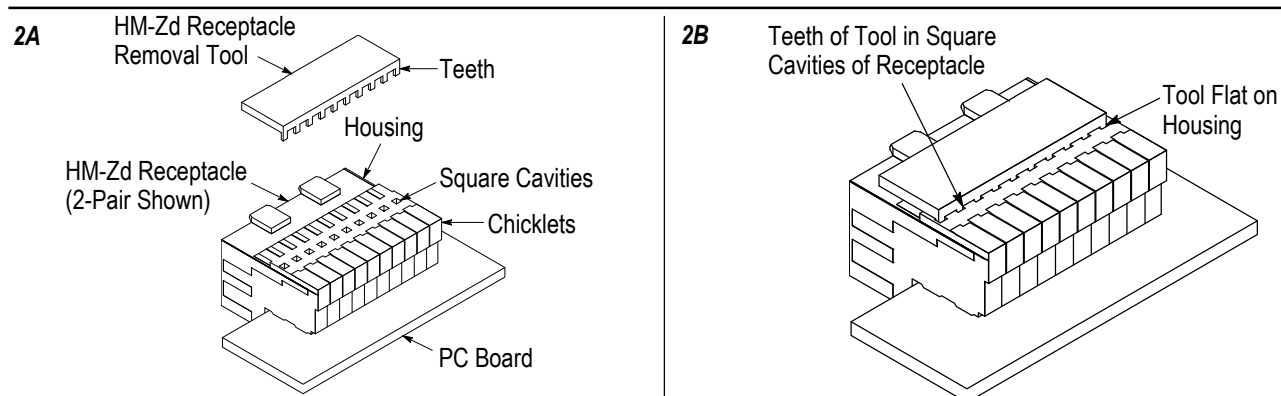 2A
HM-Zd Receptacle
Removal Tool
Teeth
Housing
HM-Zd Receptacle
(2-Pair Shown)
Square Cavities
Chicklets
PC Board
2B
Teeth of Tool in Square
Cavities of Receptacle
Tool Flat on
Housing